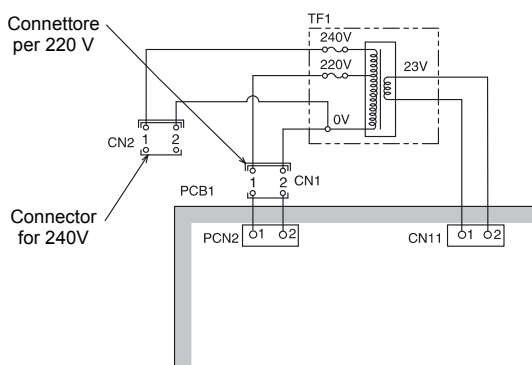 Connettore
per 220 V
TF1
240V
220V
23V
0V
CN2
1 2
Connector
for 240V
1 2
CN1
PCB1
PCN2
1 2
CN11
1 2